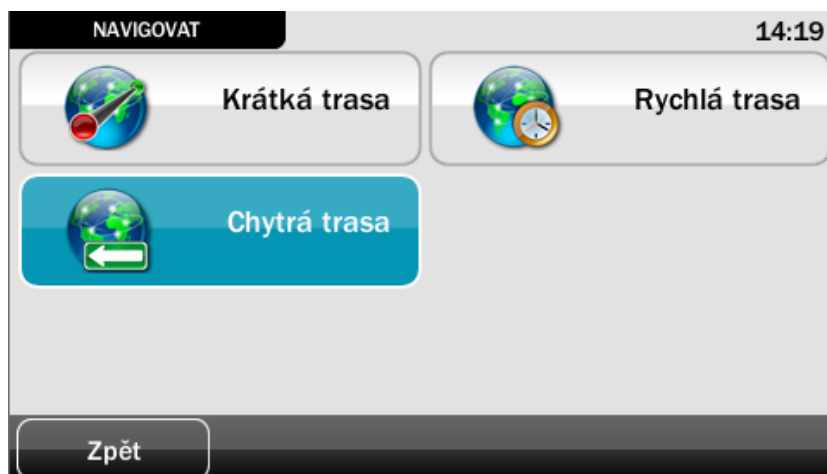 NAVIGOVAT
14:19
Krátká trasa
Rychlá trasa
Chytrá trasa
Zpět